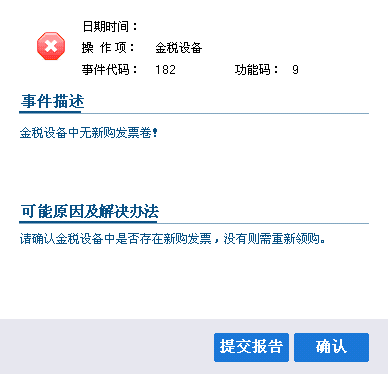 日期时间：
操 作 项： 金税设备
事件代码： 182 功能码： 9
事件描述
金税设备中无新购发票卷!
可能原因及解决办法
请确认金税设备中是否存在新购发票，没有则需重新领购。
提交报告 确认